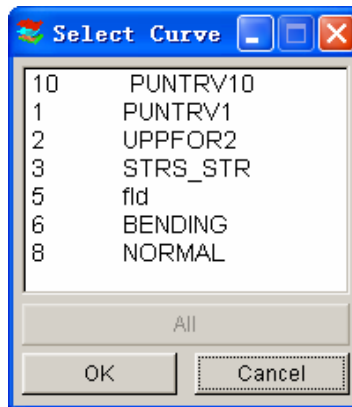 Select Curve
10 PUNTRV10
1 PUNTRV1
2 UPPFOR2
3 STRS_STR
5 fld
6 BENDING
8 NORMAL
All
OK Cancel